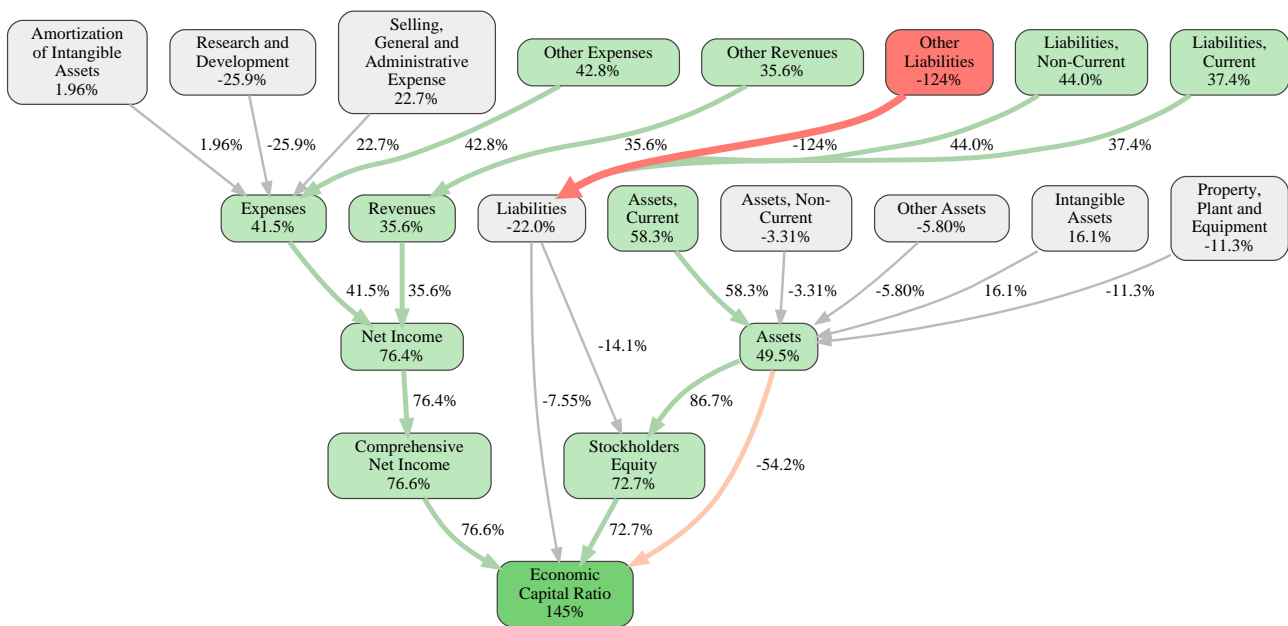 Amortization
of Intangible
Assets
1.96%
Research and
Development
-25.9%
Selling,
General and
Administrative
Expense
22.7%
Other Expenses
42.8%
Other Revenues
35.6%
Other
Liabilities
-124%
Liabilities,
Non-Current
44.0%
Liabilities,
Current
37.4%
1.96%
-25.9%
22.7%
42.8%
35.6%
-124%
44.0%
37.4%
Expenses
41.5%
Revenues
35.6%
Liabilities
-22.0%
Assets,
Current
58.3%
Assets, Non-
Current
-3.31%
Other Assets
-5.80%
Intangible
Assets
16.1%
Property,
Plant and
Equipment
-11.3%
41.5%
35.6%
58.3%
-3.31%
-5.80%
16.1%
-11.3%
Net Income
76.4%
-14.1%
Assets
49.5%
76.4%
-7.55%
86.7%
Comprehensive
Net Income
76.6%
Stockholders
Equity
72.7%
-54.2%
76.6%
72.7%
Economic
Capital Ratio
145%